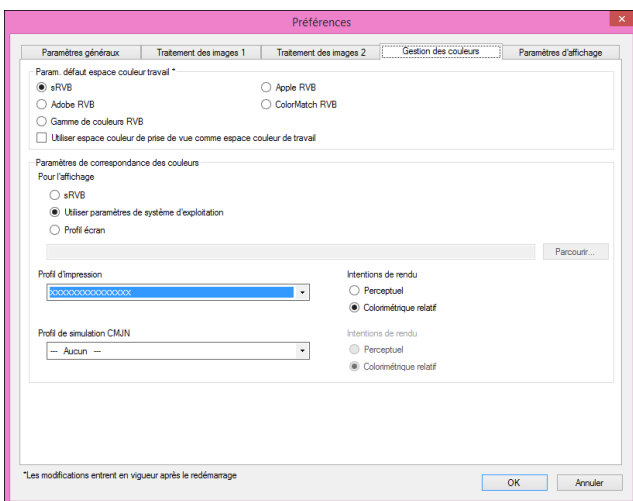 Préférences
Paramètres généraux
Traitement des images 1
Traitement des images 2
Gestion des couleurs
Paramètres d'affichage
Param. défaut espace couleur travail *
sRVB
Apple RVB
Adobe RVB
ColorMatch RVB
Gamme de couleurs RVB
Utiliser espace couleur de prise de vue comme espace couleur de travail
Paramètres de correspondance des couleurs
Pour l'affichage
sRVB
Utiliser paramètres de système d'exploitation
Profil écran
Parcourir...
Profil d'impression
Intentions de rendu
XXXXXXXXXXXXXXX
Perceptuel
Colorimétrique relatif
Profil de simulation CMJN
Intentions de rendu
--- Aucun ---
Perceptuel
Colorimétrique relatif
*Les modifications entrent en vigueur après le redémarrage
OK
Annuler